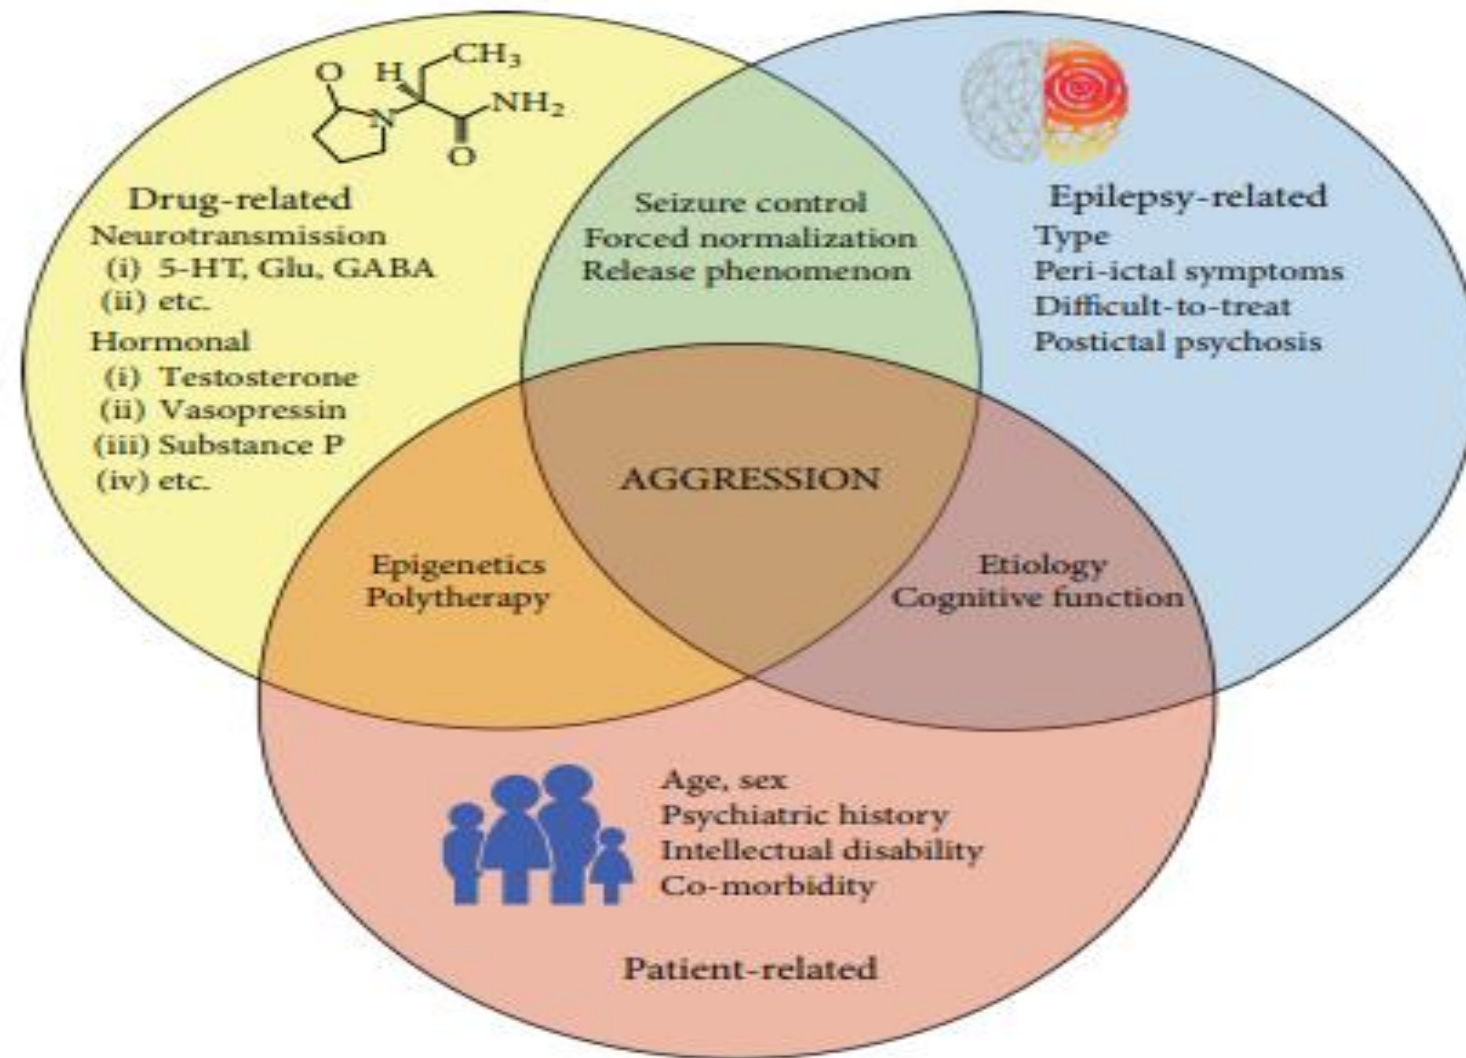 O
H
CH3
N
NH2
O
Drug-related
Neurotransmission
(i) 5-HT, Glu, GABA
(ii) etc.
Hormonal
(i) Testosterone
(ii) Vasopressin
(iii) Substance P
(iv) etc.
Seizure control
Forced normalization
Release phenomenon
Epilepsy-related
Type
Peri-ictal symptoms
Difficult-to-treat
Postictal psychosis
AGGRESSION
Epigenetics
Polytherapy
Etiology
Cognitive function
Age, sex
Psychiatric history
Intellectual disability
Co-morbidity
Patient-related